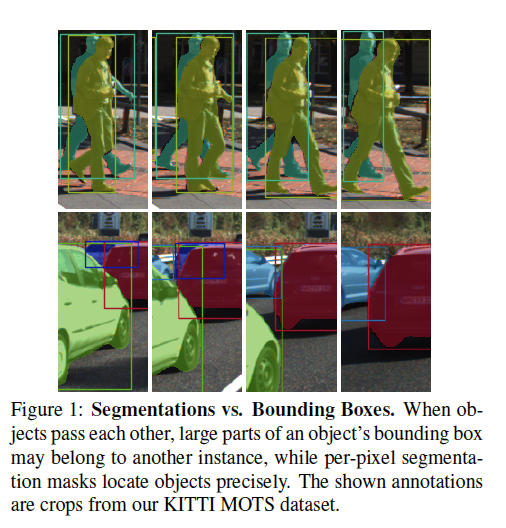 Figure 1: Segmentations vs. Bounding Boxes. When ob-
jects pass each other, large parts of an object's bounding box
may belong to another instance, while per-pixel segmenta-
tion masks locate objects precisely. The shown annotations
are crops from our KITTI MOTS dataset.